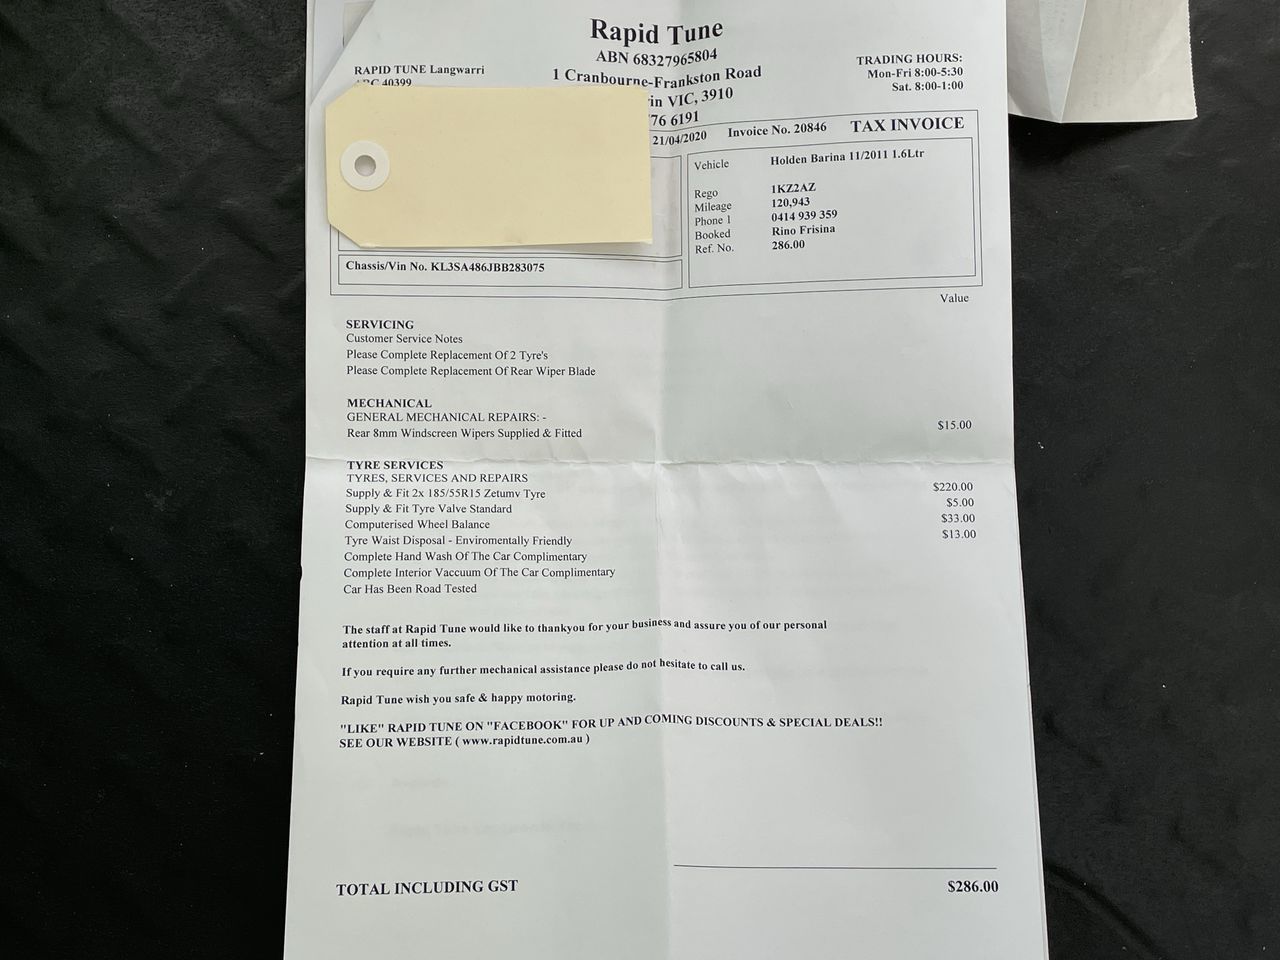 Rapid Tune
ABN 68327965804
1 Cranbourne-Frankston Road
VIC, 3910
76 6191
RAPID TUNE Langwarri
40399
TRADING HOURS:
Mon-Fri 8:00-5:30
Sat. 8:00-1:00
21/04/2020 Invoice No. 20846 TAX INVOICE
Vehicle Holden Barina 11/2011 1.6Ltr
Rego 1KZ2AZ
Mileage 120,943
Phone 1 0414 939 359
Booked Rino Frisina
Ref. No. 286.00
Chassis/Vin No. KL3SA486JBB283075
Value
SERVICING
Customer Service Notes
Please Complete Replacement Of 2 Tyre's
Please Complete Replacement Of Rear Wiper Blade
MECHANICAL
GENERAL MECHANICAL REPAIRS: -
Rear 8mm Windscreen Wipers Supplied & Fitted $15.00
TYRE SERVICES
TYRES, SERVICES AND REPAIRS
Supply & Fit 2x 185/55R15 Zetumv Tyre $220.00
Supply & Fit Tyre Valve Standard $5.00
Computerised Wheel Balance $33.00
Tyre Waist Disposal - Enviromentally Friendly $13.00
Complete Hand Wash Of The Car Complimentary
Complete Interior Vaccuum Of The Car Complimentary
Car Has Been Road Tested
The staff at Rapid Tune would like to thankyou for your business and assure you of our personal
attention at all times.
If you require any further mechanical assistance please do not hesitate to call us.
Rapid Tune wish you safe & happy motoring.
"LIKE" RAPID TUNE ON "FACEBOOK" FOR UP AND COMING DISCOUNTS & SPECIAL DEALS!!
SEE OUR WEBSITE ( www.rapidtune.com.au )
TOTAL INCLUDING GST $286.00